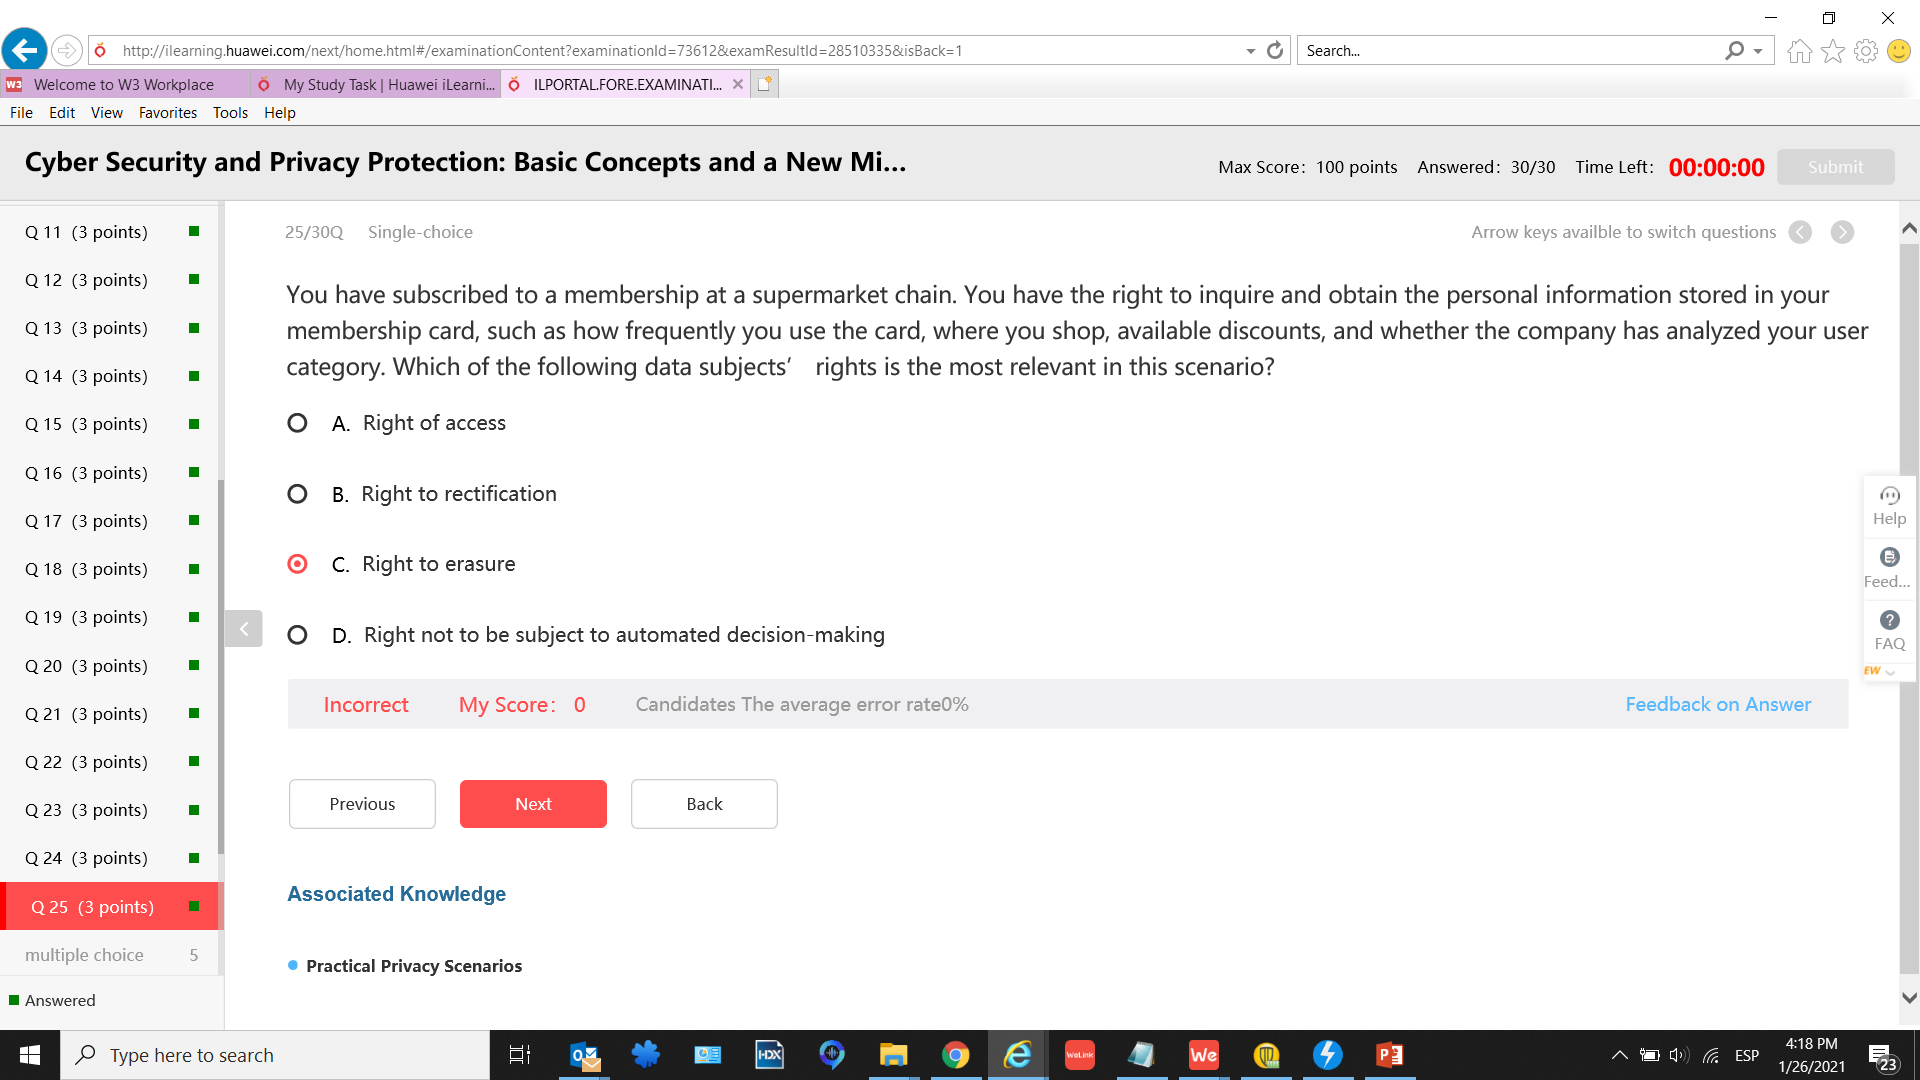 http://ilearning.huawei.com/next/home.html#/examinationContent?examinationId=73612&examResultId=28510335&isBack=1
Search...
W3 Welcome to W3 Workplace
My Study Task | Huawei iLearni...
ILPORTAL.FORE.EXAMINATI...
File Edit View Favorites Tools Help
Cyber Security and Privacy Protection: Basic Concepts and a New Mi...
Max Score: 100 points Answered: 30/30 Time Left: 00:00:00 Submit
Q 11 (3 points)
Q 12 (3 points)
Q 13 (3 points)
Q 14 (3 points)
Q 15 (3 points)
Q 16 (3 points)
Q 17 (3 points)
Q 18 (3 points)
Q 19 (3 points)
Q 20 (3 points)
Q 21 (3 points)
Q 22 (3 points)
Q 23 (3 points)
Q 24 (3 points)
Q 25 (3 points)
multiple choice 5
Answered
25/30Q Single-choice
Arrow keys availble to switch questions
You have subscribed to a membership at a supermarket chain. You have the right to inquire and obtain the personal information stored in your
membership card, such as how frequently you use the card, where you shop, available discounts, and whether the company has analyzed your user
category. Which of the following data subjects’ rights is the most relevant in this scenario?
A. Right of access
B. Right to rectification
C. Right to erasure
D. Right not to be subject to automated decision-making
Incorrect My Score: 0 Candidates The average error rate0% Feedback on Answer
Previous Next Back
Associated Knowledge
Practical Privacy Scenarios
Help
Feed...
FAQ
EW
Type here to search
HDX
WeLink
We
ESP
4:18 PM
1/26/2021
23